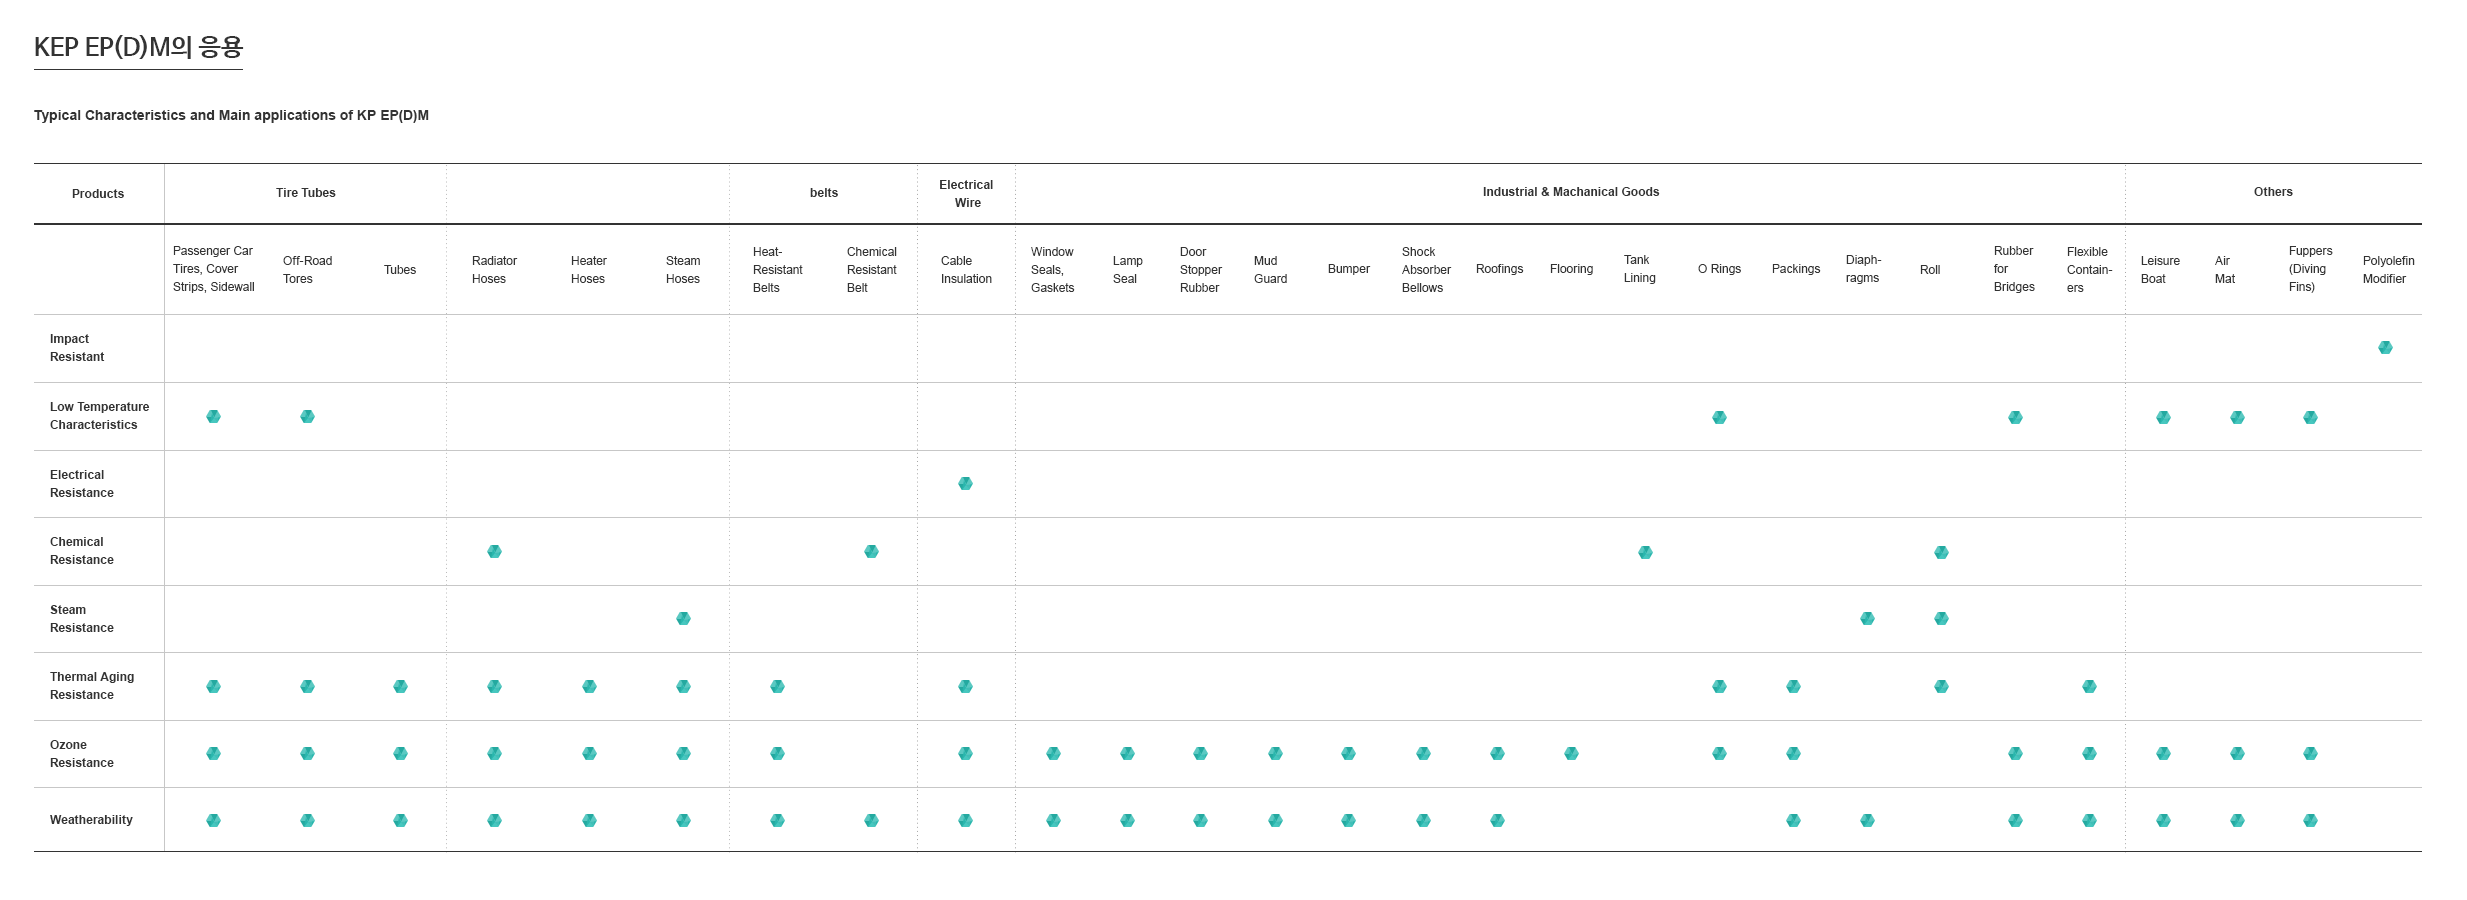 KEP EP(D)M의 응용
Typical Characteristics and Main applications of KP EP(D)M
Products
Tire Tubes
belts
Electrical
Wire
Industrial & Machanical Goods
Others
Passenger Car
Tires, Cover
Strips, Sidewall
Off-Road
Tores
Tubes
Radiator
Hoses
Heater
Hoses
Steam
Hoses
Heat-
Resistant
Belts
Chemical
Resistant
Belt
Cable
Insulation
Window
Seals,
Gaskets
Lamp
Seal
Door
Stopper
Rubber
Mud
Guard
Bumper
Shock
Absorber
Bellows
Roofings
Flooring
Tank
Lining
O Rings
Packings
Diaph-
ragms
Roll
Rubber
for
Bridges
Flexible
Contain-
ers
Leisure
Boat
Air
Mat
Fuppers
(Diving
Fins)
Polyolefin
Modifier
Impact
Resistant
Low Temperature
Characteristics
Electrical
Resistance
Chemical
Resistance
Steam
Resistance
Thermal Aging
Resistance
Ozone
Resistance
Weatherability